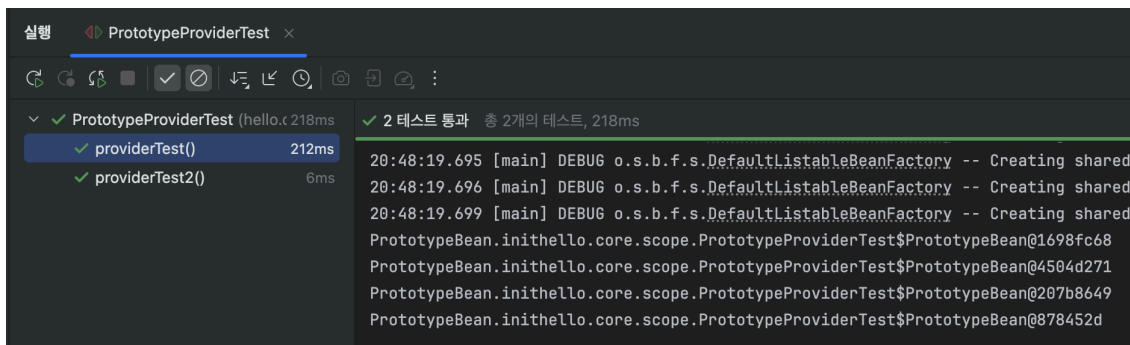 실행 PrototypeProviderTest ×
PrototypeProviderTest (hello.c 218ms
✓ 2 테스트 통과 총 2개의 테스트, 218ms
providerTest() 212ms
providerTest2() 6ms
20:48:19.695 [main] DEBUG o.s.b.f.s.DefaultListableBeanFactory -- Creating shared
20:48:19.696 [main] DEBUG o.s.b.f.s.DefaultListableBeanFactory -- Creating shared
20:48:19.699 [main] DEBUG o.s.b.f.s.DefaultListableBeanFactory -- Creating shared
PrototypeBean.inithello.core.scope.PrototypeProviderTest$PrototypeBean@1698fc68
PrototypeBean.inithello.core.scope.PrototypeProviderTest$PrototypeBean@4504d271
PrototypeBean.inithello.core.scope.PrototypeProviderTest$PrototypeBean@207b8649
PrototypeBean.inithello.core.scope.PrototypeProviderTest$PrototypeBean@878452d